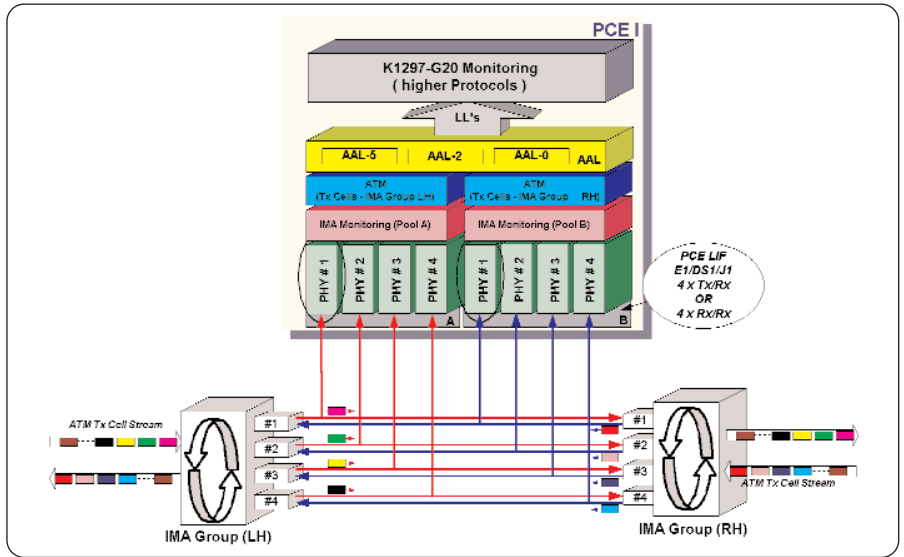 PCE I
K1297-G20 Monitoring
( higher Protocols )
LL's
AAL-5 AAL-2 AAL-0 AAL
ATM
(Tx Cells - IMA Group LH)
ATM
(Tx Cells - IMA Group RH)
IMA Monitoring (Pool A)
IMA Monitoring (Pool B)
PHY # 1
PHY # 2
PHY # 3
PHY # 4
PHY # 1
PHY # 2
PHY # 3
PHY # 4
A
B
PCE LIF
E1/DS1/J1
4 x Tx/Rx
OR
4 x Rx/Rx
ATM Tx Cell Stream
#1
#2
#3
#4
IMA Group (LH)
#1
#2
#3
#4
ATM Tx Cell Stream
IMA Group (RH)